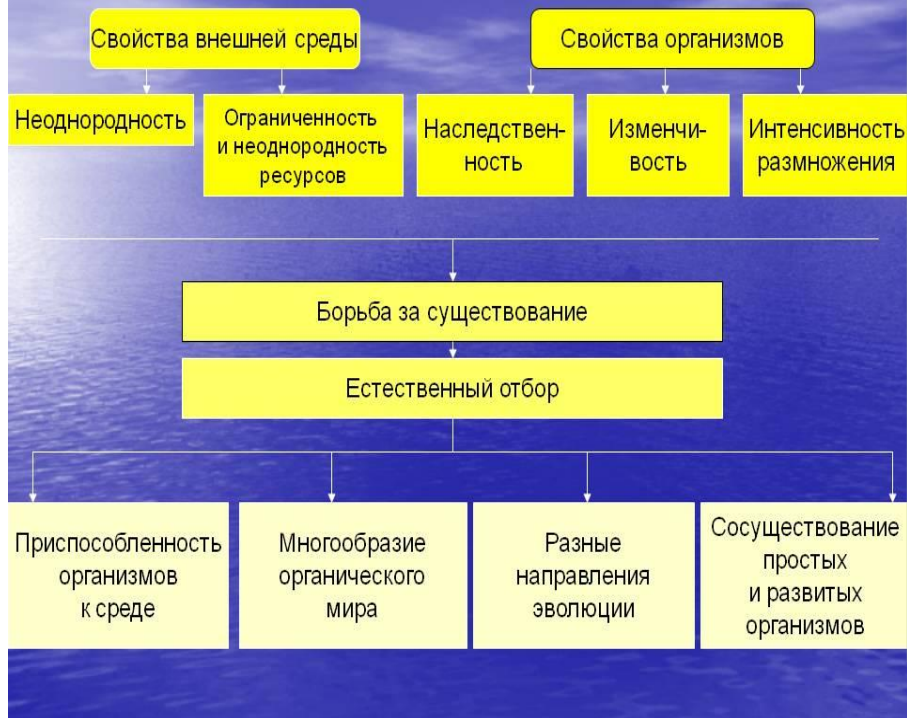 Свойства внешней среды
Свойства организмов
Неоднородность
Ограниченность
и неоднородность
ресурсов
Наследствен-
ность
Изменчи-
вость
Интенсивность
размножения
Борьба за существование
Естественный отбор
Приспособленность
организмов
к среде
Многообразие
органического
мира
Разные
направления
эволюции
Сосуществование
простых
и развитых
организмов